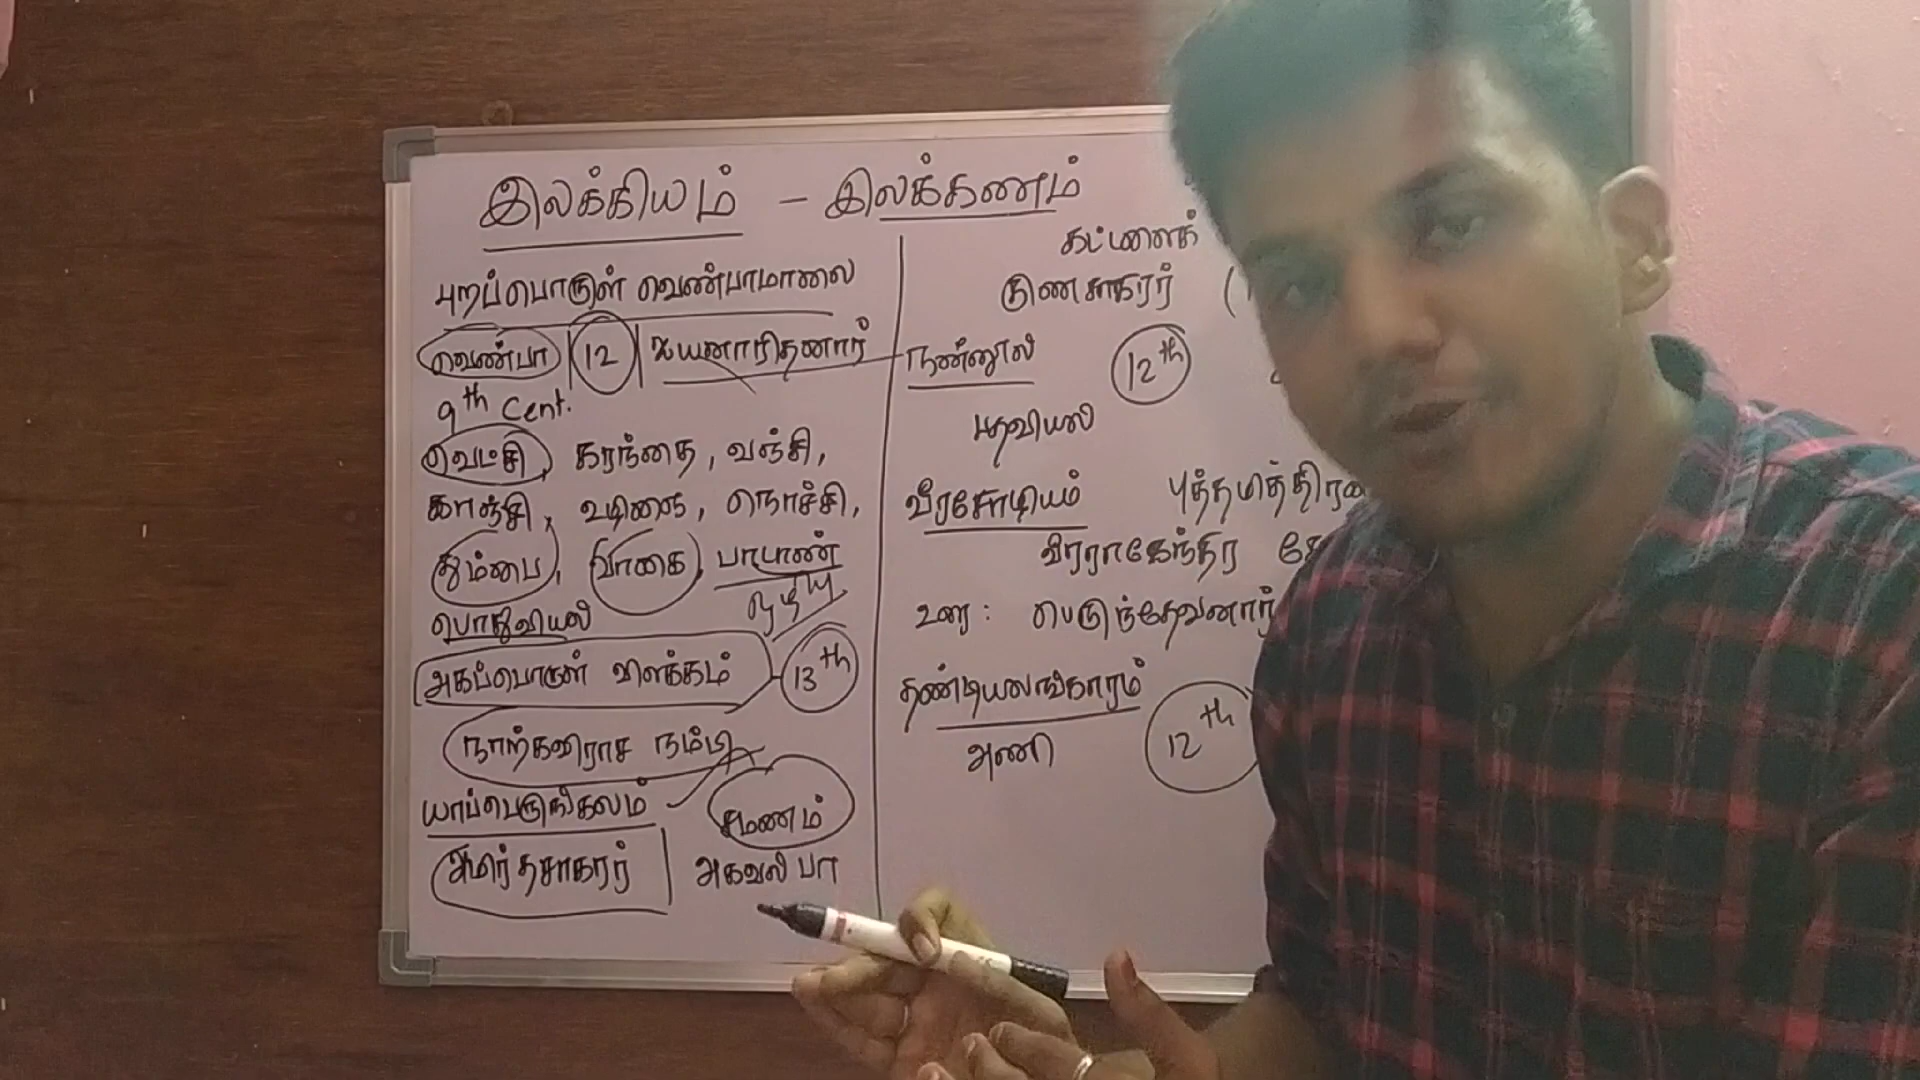 இலக்கியம் - இலக்கணம்
புறப்பொருள் வெண்பாமாலை
வெண்பா | 12 | ஐயனாரிதனார்
9th Cent.
வெட்சி, கரந்தை, வஞ்சி,
காஞ்சி, உழிஞை, நொச்சி,
தும்பை, வாகை, பாடாண்
பொதுவியல்
அகப்பொருள் விளக்கம் - 13th
நாற்கவிராச நம்பி
யாப்பெருங்கலம்
சமணம்
அமிர்தசாகரர் | அகவல் பா
குணசாகரர் (
நன்னூல் 12th
பதவியல்
வீரசோழியம் புத்தமித்திர
வீரராகேந்திர
உரை : பெருந்தேவனார்
தண்டியலங்காரம்
அணி 12th